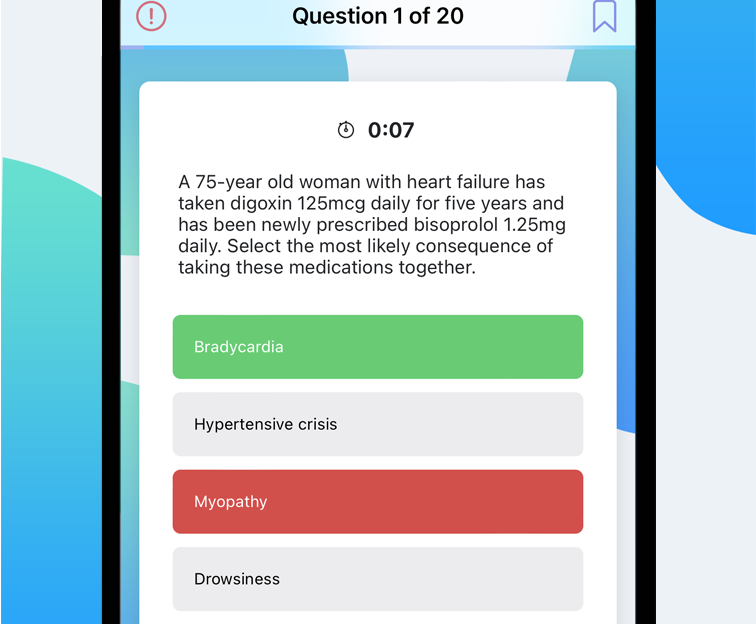 Question 1 of 20
0:07
A 75-year old woman with heart failure has
taken digoxin 125mcg daily for five years and
has been newly prescribed bisoprolol 1.25mg
daily. Select the most likely consequence of
taking these medications together.
Bradycardia
Hypertensive crisis
Myopathy
Drowsiness